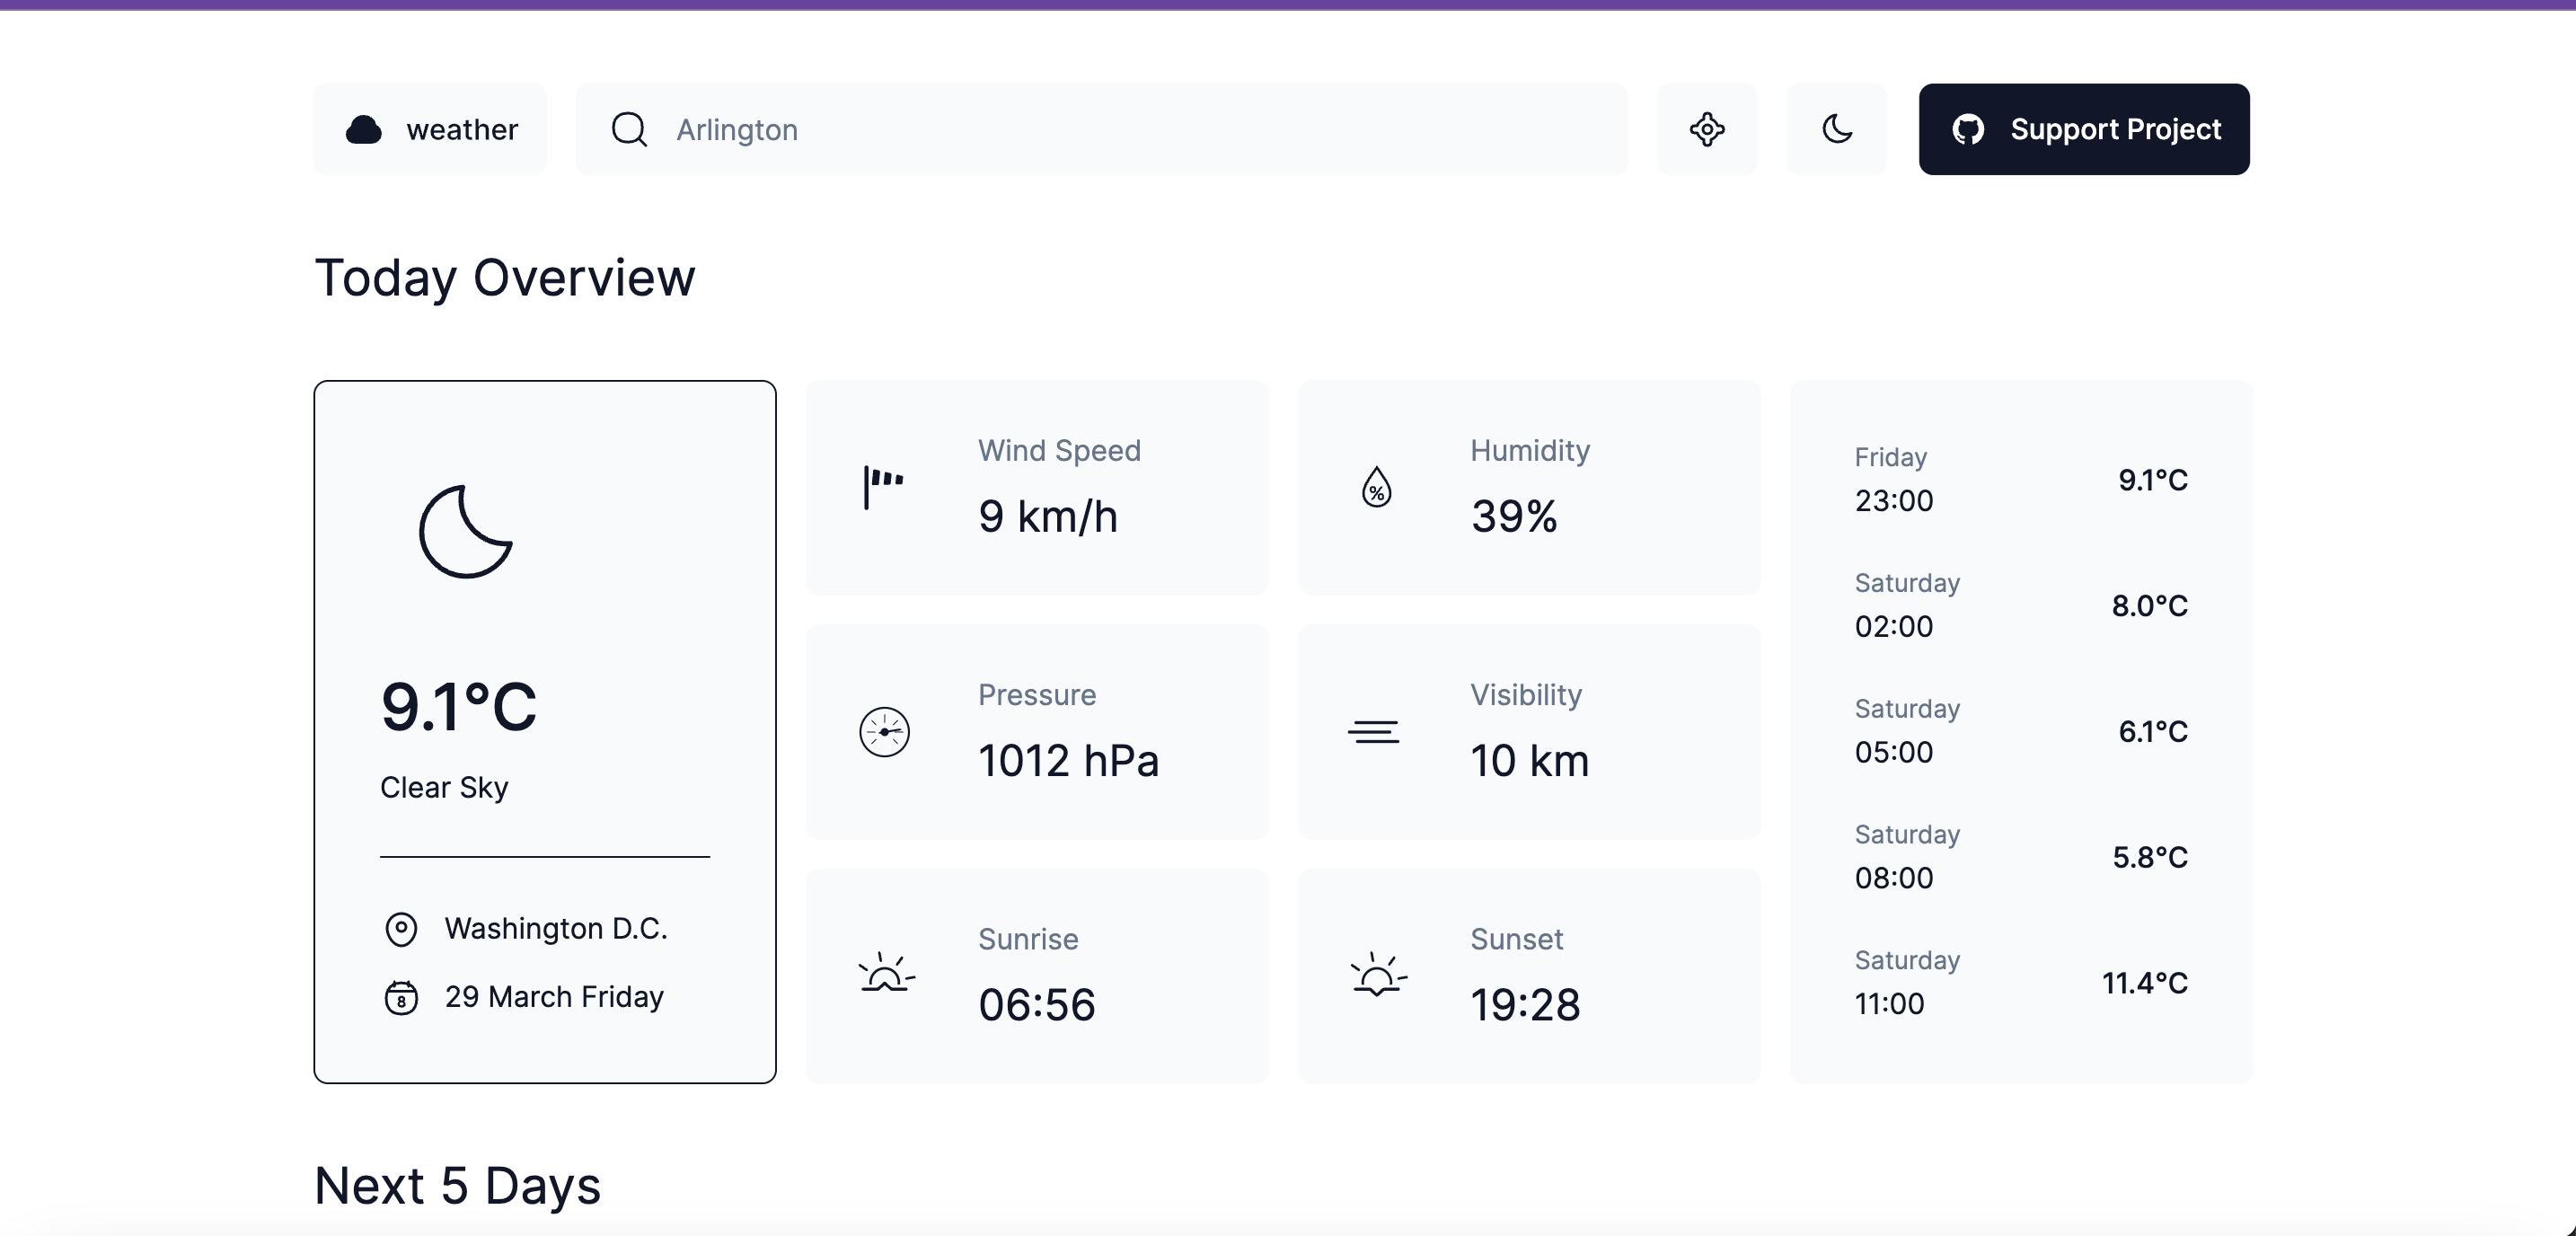 weather
Arlington
Support Project
Today Overview
9.1°C
Clear Sky
Washington D.C.
8
29 March Friday
Wind Speed
9 km/h
%
Humidity
39%
Pressure
1012 hPa
Visibility
10 km
Sunrise
06:56
Sunset
19:28
Friday
23:00
9.1°C
Saturday
02:00
8.0°C
Saturday
05:00
6.1°C
Saturday
08:00
5.8°C
Saturday
11:00
11.4°C
Next 5 Days